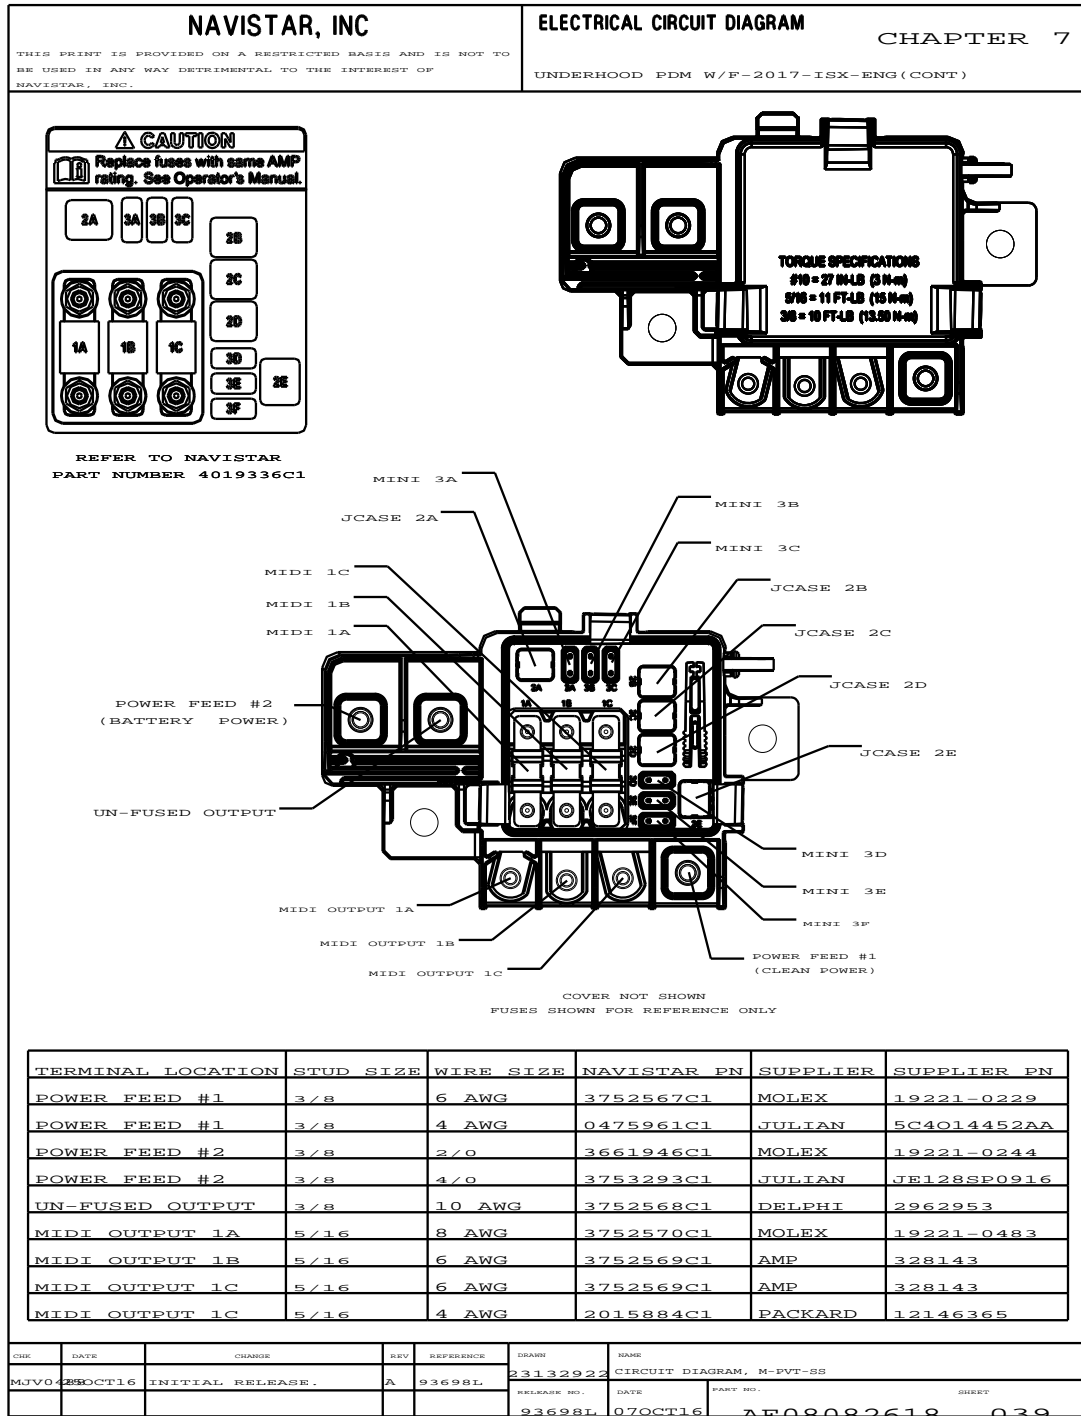 NAVISTAR, INC
THIS PRINT IS PROVIDED ON A RESTRICTED BASIS AND IS NOT TO
BE USED IN ANY WAY DETRIMENTAL TO THE INTEREST OF
NAVISTAR, INC.
ELECTRICAL CIRCUIT DIAGRAM
CHAPTER 7
UNDERHOOD PDM W/F-2017-ISX-ENG(CONT)
CAUTION
Replace fuses with same AMP
rating. See Operator's Manual.
2A 3A 3B 3C
2B
2C
2D
1A 1B 1C
3D
3E 2E
3F
REFER TO NAVISTAR
PART NUMBER 4019336C1
TORQUE SPECIFICATIONS
#10 = 27 IN-LB (3 N-m)
5/16 = 11 FT-LB (15 N-m)
3/8 = 10 FT-LB (13.50 N-m)
MINI 3A
JCASE 2A
MIDI 1C
MIDI 1B
MIDI 1A
POWER FEED #2
(BATTERY POWER)
UN-FUSED OUTPUT
MINI 3B
MINI 3C
JCASE 2B
JCASE 2C
JCASE 2D
JCASE 2E
2A 3A 3B 3C
1A 1B 1C
MINI 3D
MINI 3E
MINI 3F
MIDI OUTPUT 1A
MIDI OUTPUT 1B
MIDI OUTPUT 1C
POWER FEED #1
(CLEAN POWER)
COVER NOT SHOWN
FUSES SHOWN FOR REFERENCE ONLY
TERMINAL LOCATION STUD SIZE WIRE SIZE NAVISTAR PN SUPPLIER SUPPLIER PN
POWER FEED #1 3/8 6 AWG 3752567C1 MOLEX 19221-0229
POWER FEED #1 3/8 4 AWG 0475961C1 JULIAN 5C4014452AA
POWER FEED #2 3/8 2/0 3661946C1 MOLEX 19221-0244
POWER FEED #2 3/8 4/0 3753293C1 JULIAN JE128SP0916
UN-FUSED OUTPUT 3/8 10 AWG 3752568C1 DELPHI 2962953
MIDI OUTPUT 1A 5/16 8 AWG 3752570C1 MOLEX 19221-0483
MIDI OUTPUT 1B 5/16 6 AWG 3752569C1 AMP 328143
MIDI OUTPUT 1C 5/16 6 AWG 3752569C1 AMP 328143
MIDI OUTPUT 1C 5/16 4 AWG 2015884C1 PACKARD 12146365
CHK DATE CHANGE REV REFERENCE
INITIAL RELEASE. A 93698L
DRAWN
23132922
NAME
CIRCUIT DIAGRAM, M-PVT-SS
RELEASE NO.
93698L
DATE
07OCT16
PART NO. SHEET
AF08082618 039